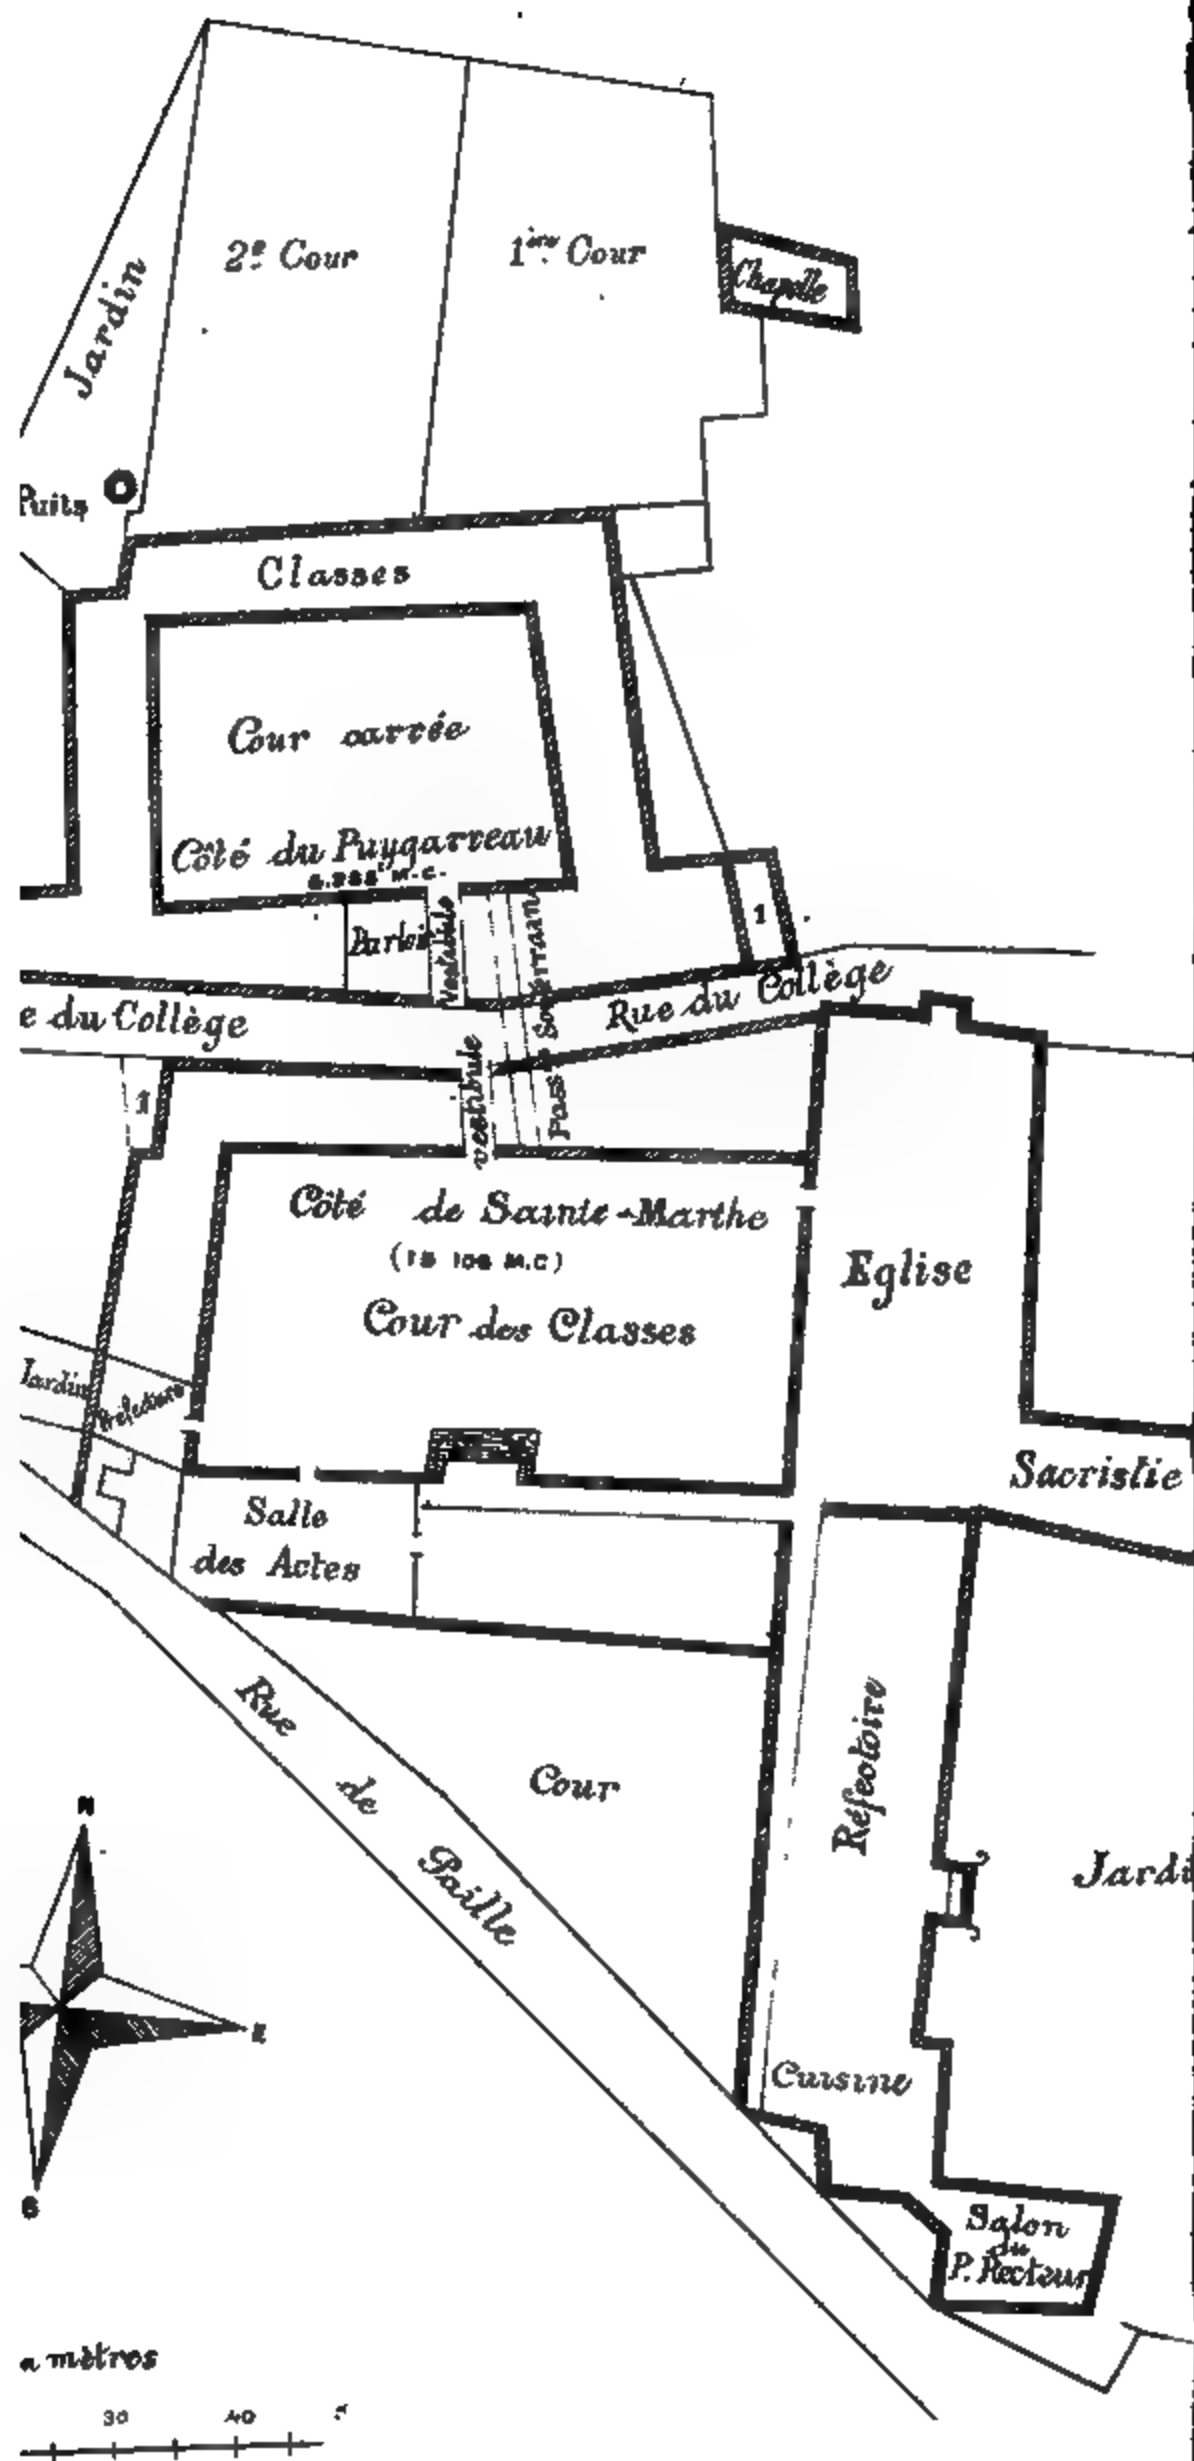 2e Cour
1ère Cour
Chapelle
Jardin
Puits
Classes
Cour carrée
Côté du Puygarreau
M.C.
Parloir
Vestibule
Souterrain
1
e du Collège
Rue du Collège
Vestibule
Pass
Côté de Sainte-Marthe
M.C)
Cour des Classes
Eglise
Jardin
Préfecture
Sacristie
Salle
des Actes
Rue
de
Paille
Cour
Réfectoire
Jardi
N
E
S
Cuisine
Salon
du
P. Recteur
mètres
30 40